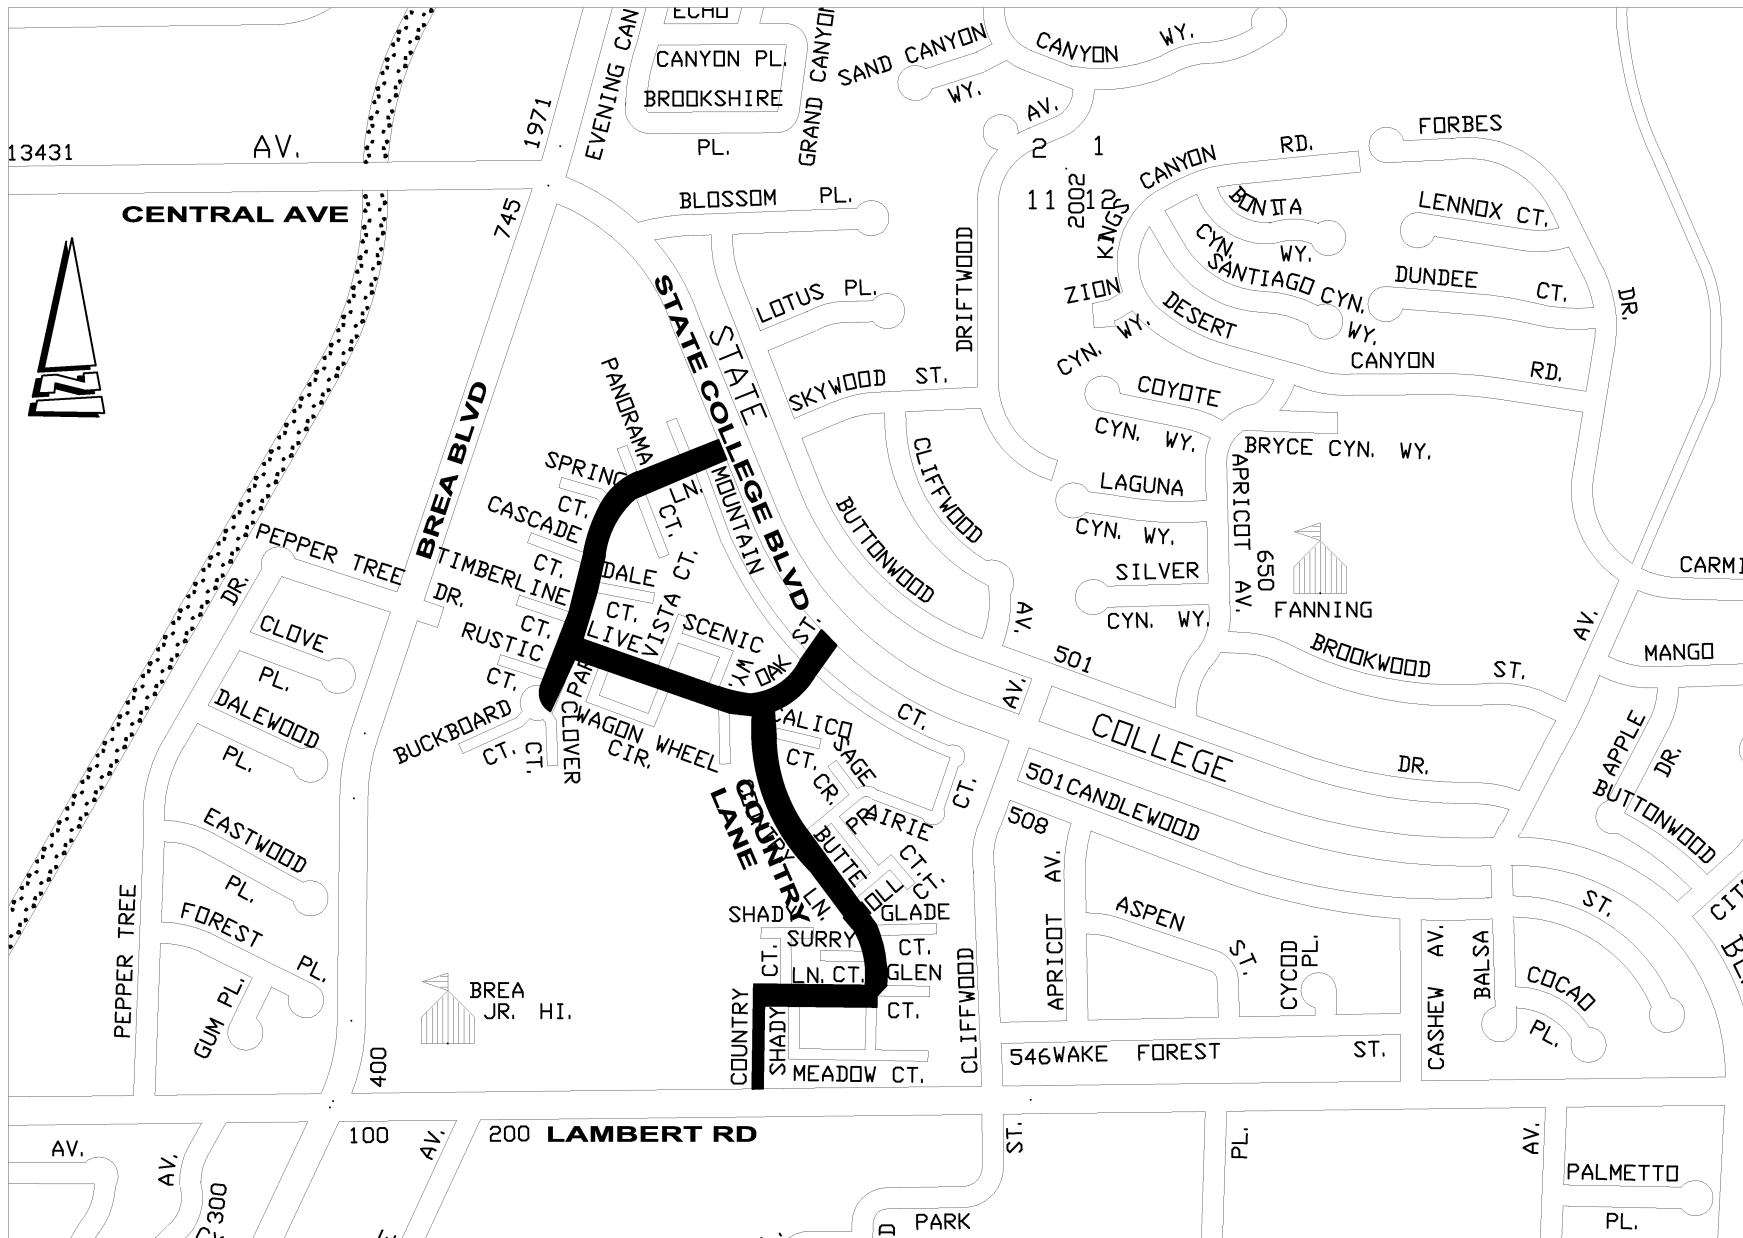 ECHO
CANYON PL.
BROOKSHIRE
PL.
EVENING CAN
GRAND CANYON
SAND CANYON
WY.
CANYON
WY.
AV.
1971
13431
AV.
CENTRAL AVE
745
2 1
11 12
2002
KINGS
CANYON
RD.
FORBES
DR.
BONITA
CYN.
WY.
LENNOX CT.
SANTIAGO CYN.
WY.
DUNDEE CT.
ZION
CYN. WY.
DESERT
CANYON
RD.
BLOSSOM PL.
LOTUS PL.
DRIFTWOOD
SKYWOOD ST.
STATE COLLEGE BLVD
STATE
BREA BLVD
COYOTE
CYN. WY.
BRYCE CYN. WY.
LAGUNA
CYN. WY.
APRICOT AV.
650
SILVER
CYN. WY.
FANNING
CARMI
PANORAMA
SPRING
CT.
LN.
CT.
MOUNTAIN
CASCADE
CT.
CLIFFWOOD
BUTTONWOOD
AV.
PEPPER TREE
DR.
TIMBERLINE
DR.
CT.
DALE
CT.
VISTA CT.
SCENIC
WY.
LIVE
OAK
ST.
RUSTIC
CT.
CLOVE
PL.
DALEWOOD
PL.
EASTWOOD
PL.
FOREST
PL.
GUM PL.
PEPPER TREE
BUCKBOARD
CT.
CT.
CLOVER
WAGON WHEEL
CIR.
CALICO
CT.
SAGE
CR.
CT.
CT.
COUNTRY
LANE
BUTTE
PRAIRIE
CT.
CT.
LN.
SHADY
CT.
GLADE
CT.
SURRY
LN. CT.
GLEN
CT.
COUNTRY
SHADY
MEADOW CT.
CLIFFWOOD
501
BROOKWOOD ST.
AV.
AV.
MANGO
COLLEGE
DR.
APPLE
DR.
BUTTONWOOD
501 CANDLEWOOD
508
ST.
APRICOT AV.
ASPEN
ST.
CYCOD
PL.
CASHEW AV.
BALSA
COCAO
PL.
BREA
JR. HI.
546 WAKE FOREST ST.
400
100
AV.
200 LAMBERT RD
AV.
AV.
300
ST.
PL.
AV.
PARK
PALMETTO
PL.